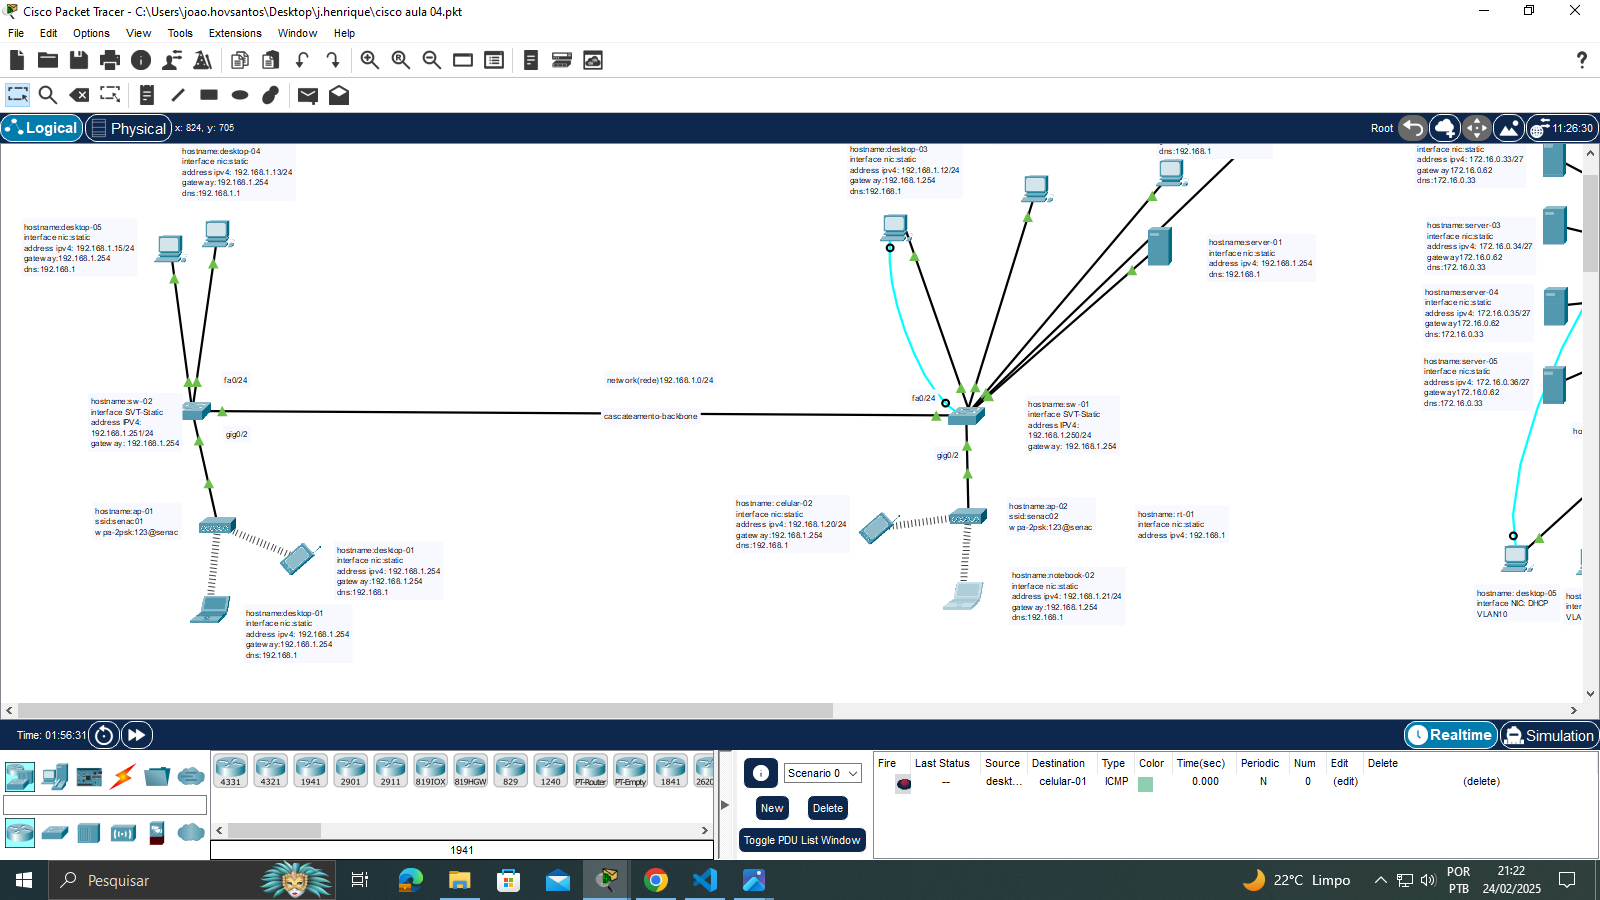 Cisco Packet Tracer - C:\Users\joao.hovsantos\Desktop\j.henrique\cisco aula 04.pkt
File Edit Options View Tools Extensions Window Help
Logical Physical x: 824, y: 705 Root 11:26:30
hostname:desktop-04
interface nic:static
address ipv4: 192.168.1.13/24
gateway:192.168.1.254
dns:192.168.1.1
hostname:desktop-03
interface nic:static
address ipv4: 192.168.1.12/24
gateway:192.168.1.254
dns:192.168.1
dns:192.168.1
interface nic:static
address ipv4: 172.16.0.33/27
gateway172.16.0.62
dns:172.16.0.33
hostname:desktop-05
interface nic:static
address ipv4: 192.168.1.15/24
gateway:192.168.1.254
dns:192.168.1
hostname:server-01
interface nic:static
address ipv4: 192.168.1.254
dns:192.168.1
hostname:server-03
interface nic:static
address ipv4: 172.16.0.34/27
gateway172.16.0.62
dns:172.16.0.33
hostname:server-04
interface nic:static
address ipv4: 172.16.0.35/27
gateway172.16.0.62
dns:172.16.0.33
hostname:server-05
interface nic:static
address ipv4: 172.16.0.36/27
gateway172.16.0.62
dns:172.16.0.33
fa0/24
network(rede)192.168.1.0/24
fa0/24
hostname:sw-02
interface SVT-Static
address IPV4:
192.168.1.251/24
gateway: 192.168.1.254
cascateamento-backbone
hostname:sw-01
interface SVT-Static
address IPV4:
192.168.1.250/24
gateway: 192.168.1.254
gig0/2
gig0/2
ho
hostname:ap-01
ssid:senac01
wpa-2psk:123@senac
hostname: celular-02
interface nic:static
address ipv4: 192.168.1.20/24
gateway:192.168.1.254
dns:192.168.1
hostname:ap-02
ssid:senac02
wpa-2psk:123@senac
hostname: rt-01
interface nic:static
address ipv4: 192.168.1
hostname:desktop-01
interface nic:static
address ipv4: 192.168.1.254
gateway:192.168.1.254
dns:192.168.1
hostname:notebook-02
interface nic:static
address ipv4: 192.168.1.21/24
gateway:192.168.1.254
dns:192.168.1
hostname:desktop-01
interface nic:static
address ipv4: 192.168.1.254
gateway:192.168.1.254
dns:192.168.1
hostname: desktop-05
interface NIC: DHCP
VLAN10
host
inter
VLA
Time: 01:56:31 Realtime Simulation
4331 4321 1941 2901 2911 819IOX 819HGW 829 1240 PT-Router PT-Empty 1841 2620
1941
Scenario 0
New Delete
Toggle PDU List Window
Fire Last Status Source Destination Type Color Time(sec) Periodic Num Edit Delete
-- deskt... celular-01 ICMP 0.000 N 0 (edit) (delete)
Pesquisar
22°C Limpo
POR
PTB
21:22
24/02/2025